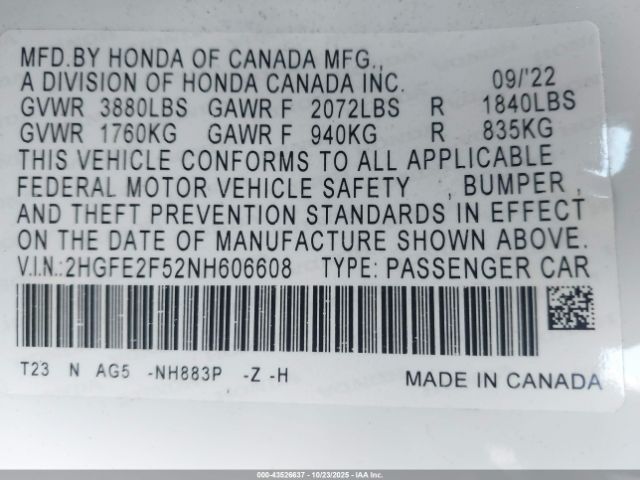 MFD.BY HONDA OF CANADA MFG.,
A DIVISION OF HONDA CANADA INC. 09/'22
GVWR 3880LBS GAWR F 2072LBS R 1840LBS
GVWR 1760KG GAWR F 940KG R 835KG
THIS VEHICLE CONFORMS TO ALL APPLICABLE
FEDERAL MOTOR VEHICLE SAFETY , BUMPER ,
AND THEFT PREVENTION STANDARDS IN EFFECT
ON THE DATE OF MANUFACTURE SHOWN ABOVE.
V.I.N.:2HGFE2F52NH606608 TYPE: PASSENGER CAR
T23 N AG5 -NH883P -Z -H MADE IN CANADA
000-43526637 - 10/23/2025 - IAA Inc.